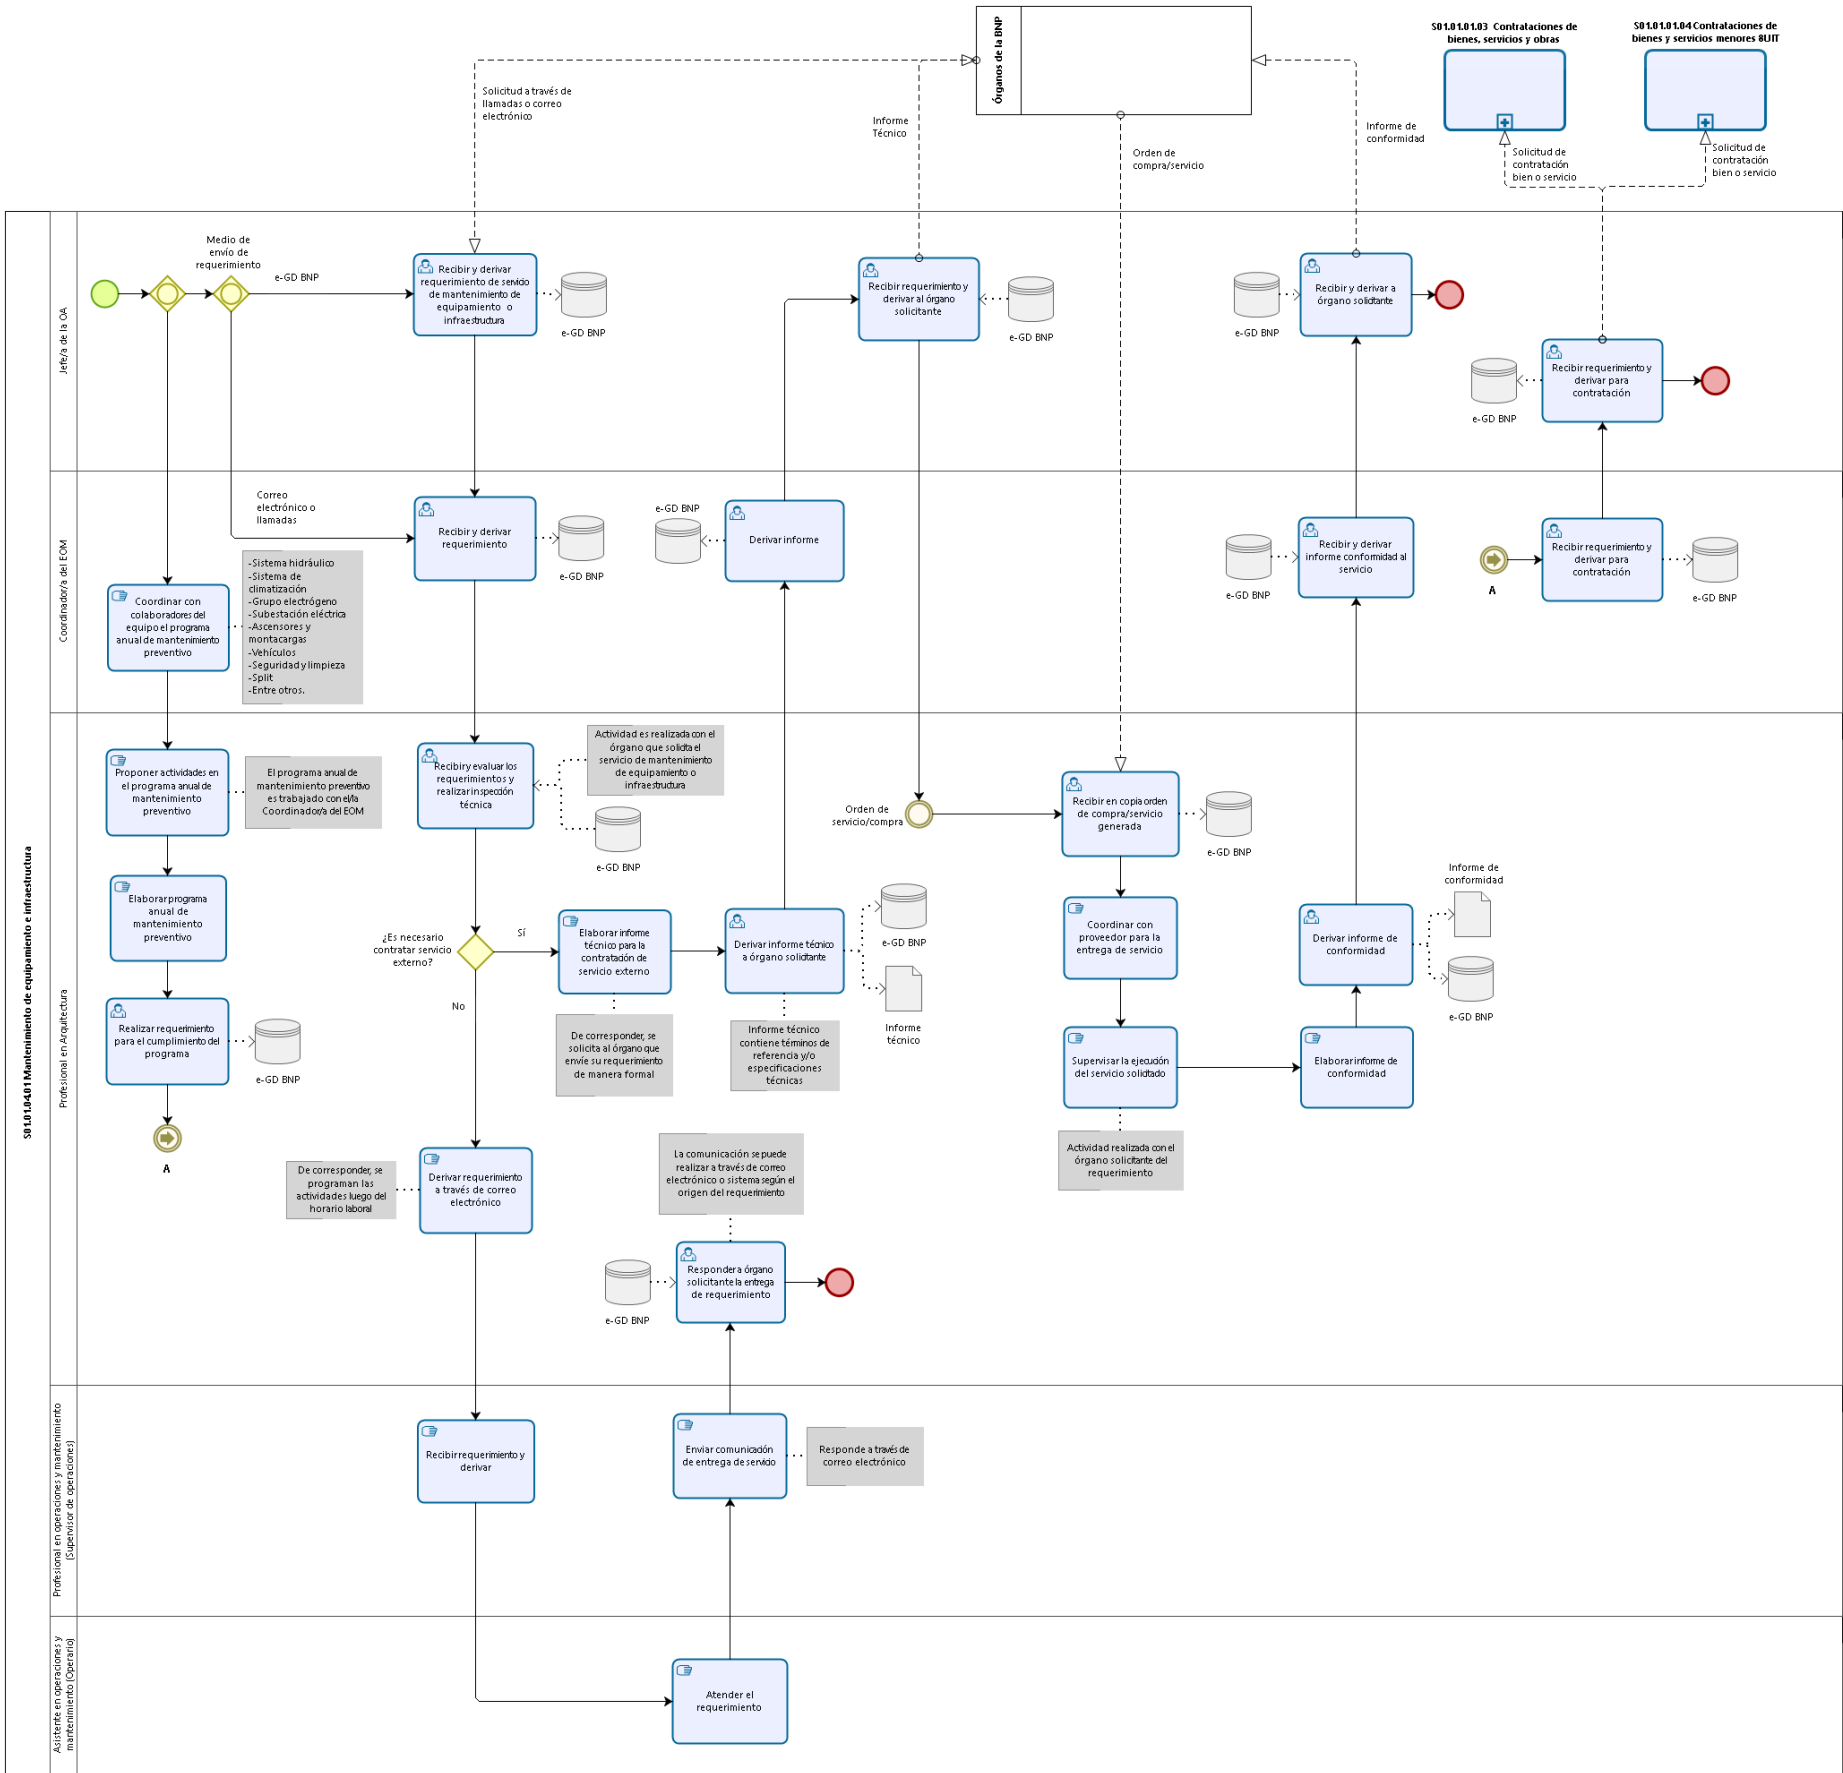 S01.01.01.03 Contrataciones de
bienes, servicios y obras
S01.01.01.04 Contrataciones de
bienes y servicios menores 8UIT
Órganos de la BNP
Solicitud a través de
llamadas o correo
electrónico
Informe
Técnico
Orden de
compra/servicio
Informe de
conformidad
Solicitud de
contratación
bien o servicio
Solicitud de
contratación
bien o servicio
S01.01.04.01 Mantenimiento de equipamiento e infraestructura
Jefe/a de la OA
Medio de
envío de
requerimiento
e-GD BNP
Recibir y derivar
requerimiento de servicio
de mantenimiento de
equipamiento o
infraestructura
e-GD BNP
Recibir requerimiento y
derivar al órgano
solicitante
e-GD BNP
e-GD BNP
Recibir y derivar a
órgano solicitante
e-GD BNP
Recibir requerimiento y
derivar para
contratación
Coordinador/a del EOM
Correo
electrónico o
llamadas
Recibir y derivar
requerimiento
e-GD BNP
e-GD BNP
Derivar informe
e-GD BNP
Recibir y derivar
informe conformidad al
servicio
A
Recibir requerimiento y
derivar para
contratación
e-GD BNP
Coordinar con
colaboradores del
equipo el programa
anual de mantenimiento
preventivo
-Sistema hidráulico
-Sistema de
climatización
-Grupo electrógeno
-Subestación eléctrica
-Ascensores y
montacargas
-Vehículos
-Seguridad y limpieza
-Split
-Entre otros.
Profesional en Arquitectura
Proponer actividades en
el programa anual de
mantenimiento
preventivo
El programa anual de
mantenimiento preventivo
es trabajado con el/la
Coordinador/a del EOM
Elaborar programa
anual de
mantenimiento
preventivo
Realizar requerimiento
para el cumplimiento del
programa
e-GD BNP
A
Recibir y evaluar los
requerimientos y
realizar inspección
técnica
Actividad es realizada con el
órgano que solicita el
servicio de mantenimiento
de equipamiento o
infraestructura
e-GD BNP
¿Es necesario
contratar servicio
externo?
Sí
No
Elaborar informe
técnico para la
contratación de
servicio externo
De corresponder, se
solicita al órgano que
envíe su requerimiento
de manera formal
Derivar informe técnico
a órgano solicitante
e-GD BNP
Informe
técnico
Informe técnico
contiene términos de
referencia y/o
especificaciones
técnicas
Orden de
servicio/compra
Recibir en copia orden
de compra/servicio
generada
e-GD BNP
Coordinar con
proveedor para la
entrega de servicio
Supervisar la ejecución
del servicio solicitado
Actividad realizada con el
órgano solicitante del
requerimiento
Elaborar informe de
conformidad
Derivar informe de
conformidad
Informe de
conformidad
e-GD BNP
De corresponder, se
programan las
actividades luego del
horario laboral
Derivar requerimiento
a través de correo
electrónico
La comunicación se puede
realizar a través de correo
electrónico o sistema según el
origen del requerimiento
e-GD BNP
Responder a órgano
solicitante la entrega
de requerimiento
Profesional en operaciones y mantenimiento
(Supervisor de operaciones)
Recibir requerimiento y
derivar
Enviar comunicación
de entrega de servicio
Responde a través de
correo electrónico
Asistente en operaciones y
mantenimiento (Operario)
Atender el
requerimiento